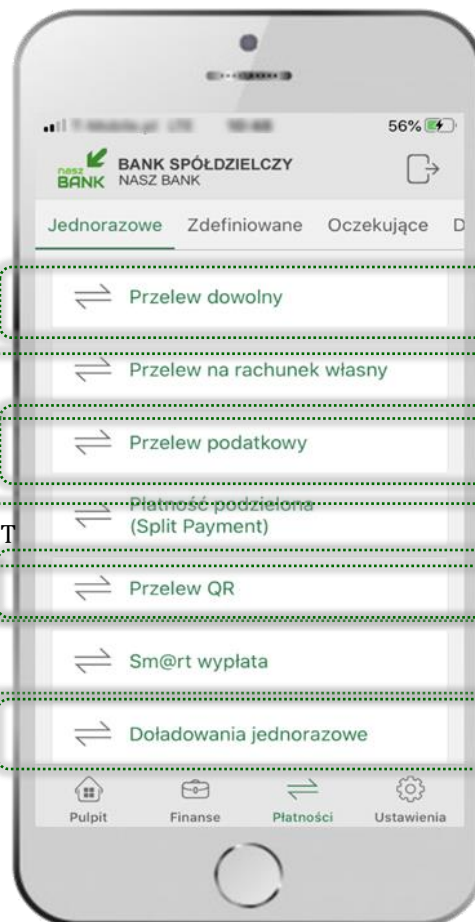 56%
nasz
BANK
BANK SPÓŁDZIELCZY
NASZ BANK
Jednorazowe Zdefiniowane Oczekujące D
Przelew dowolny
Przelew na rachunek własny
Przelew podatkowy
Płatność podzielona
(Split Payment)
T
Przelew QR
Sm@rt wypłata
Doładowania jednorazowe
Pulpit Finanse Płatności Ustawienia